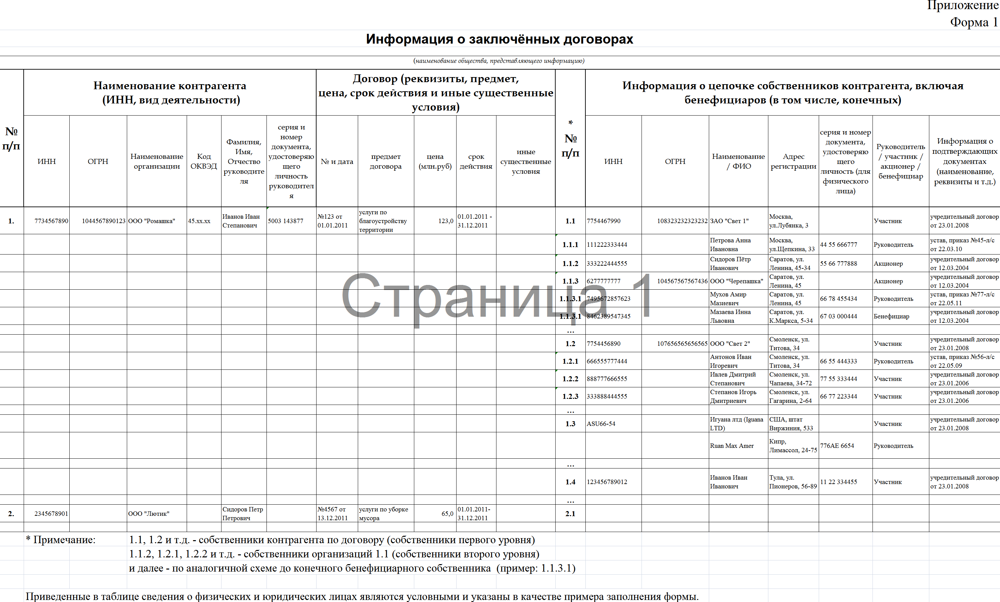 Приложение
Форма 1
Информация о заключённых договорах
(наименование общества, представляющего информацию)
№ п/п
Наименование контрагента
(ИНН, вид деятельности)
Договор (реквизиты, предмет,
цена, срок действия и иные существенные
условия)
*
№
п/п
Информация о цепочке собственников контрагента, включая
бенефициаров (в том числе, конечных)
ИНН
ОГРН
Наименование организации
Код ОКВЭД
Фамилия, Имя, Отчество руководителя
серия и номер документа, удостоверяющего личность руководителя
№ и дата
предмет договора
цена (млн.руб)
срок действия
иные существенные условия
ИНН
ОГРН
Наименование / ФИО
Адрес регистрации
серия и номер документа, удостоверяющего личность (для физического лица)
Руководитель / участник / акционер / бенефициар
Информация о подтверждающих документах (наименование, реквизиты и т.д.)
1. 7734567890 1044567890123 ООО "Ромашка" 45.xx.xx Иванов Иван Степанович 5003 143877 №123 от 01.01.2011 услуги по благоустройству территории 123,0 01.01.2011 - 31.12.2011 1.1 7754467990 108323232323232 ЗАО "Свет 1" Москва, ул.Лубянка, 3 Участник учредительный договор от 23.01.2008
1.1.1 111222333444 Петрова Анна Ивановна Москва, ул.Щепкина, 33 44 55 666777 Руководитель устав, приказ №45-л/с от 22.03.10
1.1.2 333222444555 Сидоров Пётр Иванович Саратов, ул. Ленина, 45-34 55 66 777888 Акционер учредительный договор от 12.03.2004
1.1.3 6277777777 104567567567436 ООО "Черепашка" Саратов, ул. Ленина, 45 Акционер учредительный договор от 12.03.2004
Страница 1
1.1.3.1 7495672857623 Мухов Амир Мазиевич Саратов, ул. Ленина, 45 66 78 455434 Руководитель устав, приказ №77-л/с от 22.05.11
1.1.3.1 8462389547345 Мазаева Инна Львовна Саратов, ул. К.Маркса, 5-34 67 03 000444 Бенефициар учредительный договор от 12.03.2004
...
1.2 7754456890 107656565656565 ООО "Свет 2" Смоленск, ул. Титова, 34 Участник учредительный договор от 23.01.2008
1.2.1 666555777444 Антонов Иван Игоревич Смоленск, ул. Титова, 34 66 55 444333 Руководитель устав, приказ №56-л/с от 22.05.09
1.2.2 888777666555 Ивлев Дмитрий Степанович Смоленск, ул. Чапаева, 34-72 77 55 333444 Участник учредительный договор от 23.01.2006
1.2.3 333888444555 Степанов Игорь Дмитриевич Смоленск, ул. Гагарина, 2-64 66 77 223344 Участник учредительный договор от 23.01.2006
...
1.3 ASU66-54 Игуана лтд (Iguana LTD) США, штат Виржиния, 533 Участник учредительный договор от 23.01.2008
Ruan Max Amer Кипр, Лимассол, 24-75 776AE 6654 Руководитель
...
1.4 123456789012 Иванов Иван Иванович Тула, ул. Пионеров, 56-89 11 22 334455 Участник учредительный договор от 23.01.2008
...
2. 2345678901 ООО "Лютик" Сидоров Петр Петрович №4567 от 13.12.2011 услуги по уборке мусора 65,0 01.01.2011- 31.12.2011 2.1
* Примечание: 1.1, 1.2 и т.д. - собственники контрагента по договору (собственники первого уровня)
1.1.2, 1.2.1, 1.2.2 и т.д. - собственники организаций 1.1 (собственники второго уровня)
и далее - по аналогичной схеме до конечного бенефициарного собственника (пример: 1.1.3.1)
Приведенные в таблице сведения о физических и юридических лицах являются условными и указаны в качестве примера заполнения формы.